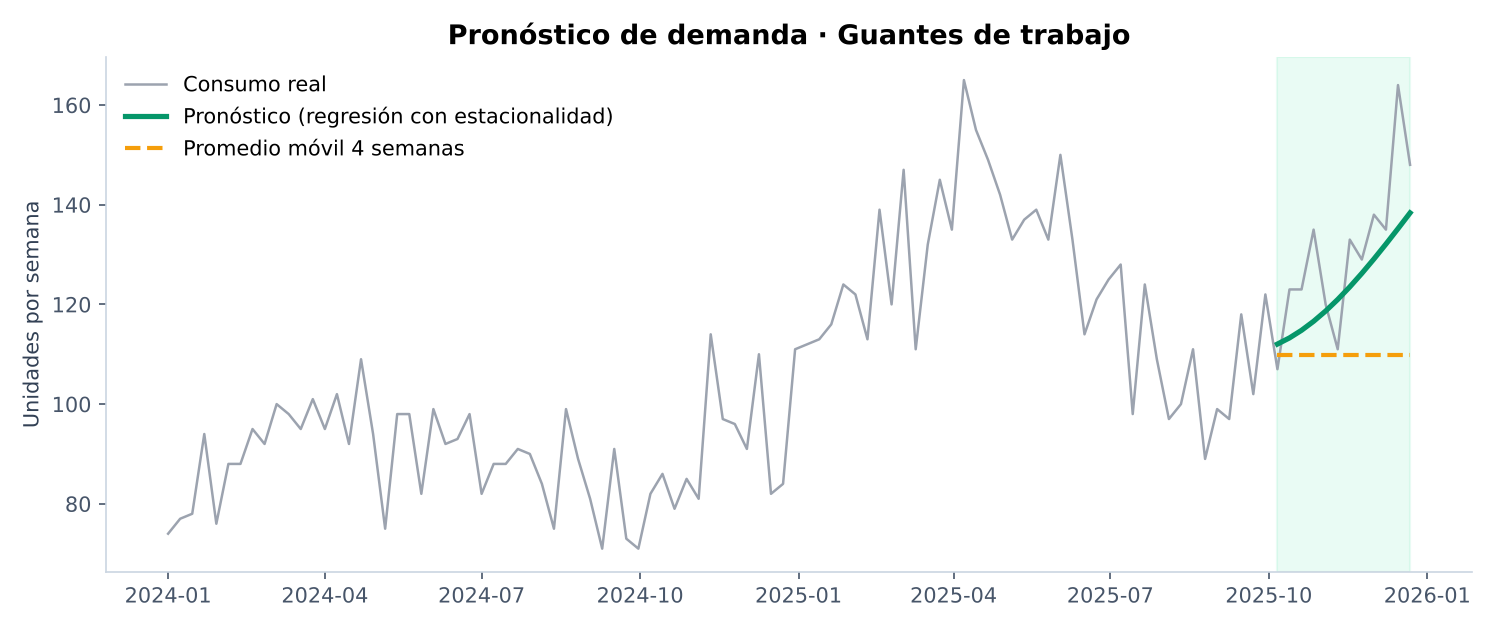 Pronóstico de demanda · Guantes de trabajo
Consumo real
Pronóstico (regresión con estacionalidad)
Promedio móvil 4 semanas
Unidades por semana
160
140
120
100
80
2024-01
2024-04
2024-07
2024-10
2025-01
2025-04
2025-07
2025-10
2026-01